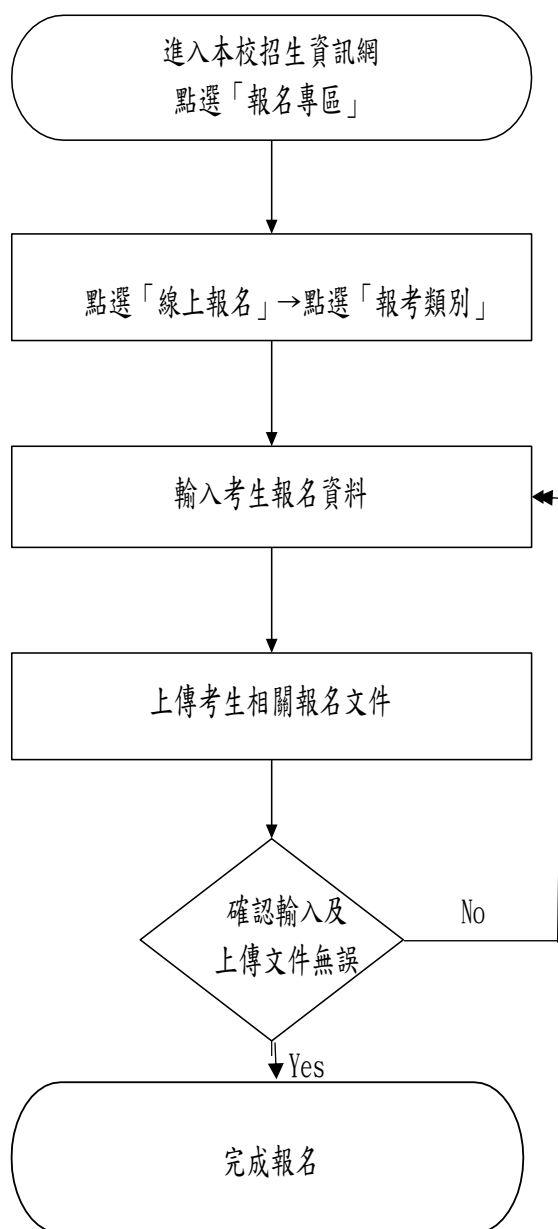 進入本校招生資訊網
點選「報名專區」
點選「線上報名」→點選「報考類別」
輸入考生報名資料
上傳考生相關報名文件
確認輸入及
上傳文件無誤
No
Yes
完成報名